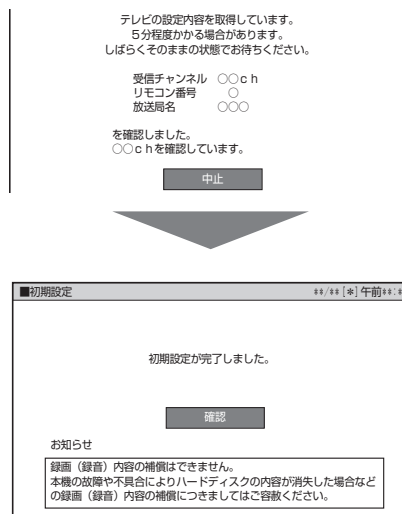 テレビの設定内容を取得しています。
５分程度かかる場合があります。
しばらくそのままの状態でお待ちください。
受信チャンネル ○○ｃｈ
リモコン番号 ○
放送局名 ○○○
を確認しました。
○○ｃｈを確認しています。
中止
■初期設定 **/**[*]午前**:*
初期設定が完了しました。
確認
お知らせ
録画（録音）内容の補償はできません。
本機の故障や不具合によりハードディスクの内容が消失した場合など
の録画（録音）内容の補償につきましてはご容赦ください。